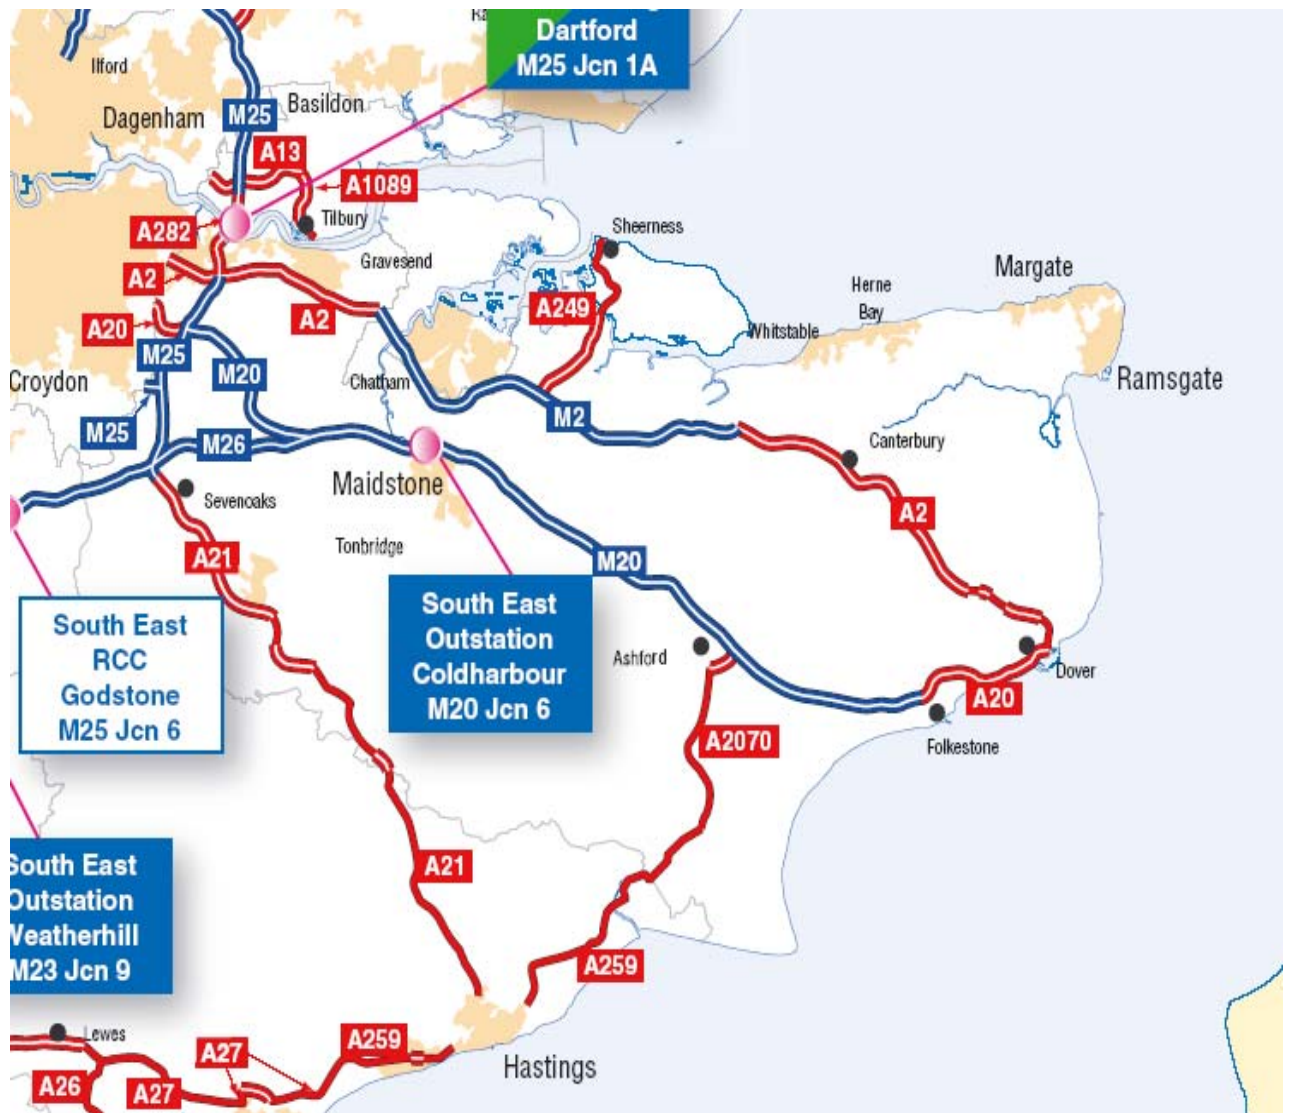 Dartford
M25 Jcn 1A
Ilford
Basildon
Dagenham
M25
A13
A1089
Tilbury
A282
Sheerness
Gravesend
A2
Margate
Herne
Bay
A249
A2
A20
Whitstable
M25
M20
Croydon
Chatham
Ramsgate
M2
M25
M26
Canterbury
Maidstone
Sevenoaks
A2
Tonbridge
A21
M20
South East
Outstation
Coldharbour
M20 Jcn 6
South East
RCC
Godstone
M25 Jcn 6
Ashford
Dover
A20
A2070
Folkestone
A21
South East
Outstation
Weatherhill
M23 Jcn 9
A259
Lewes
A27
A259
Hastings
A26
A27